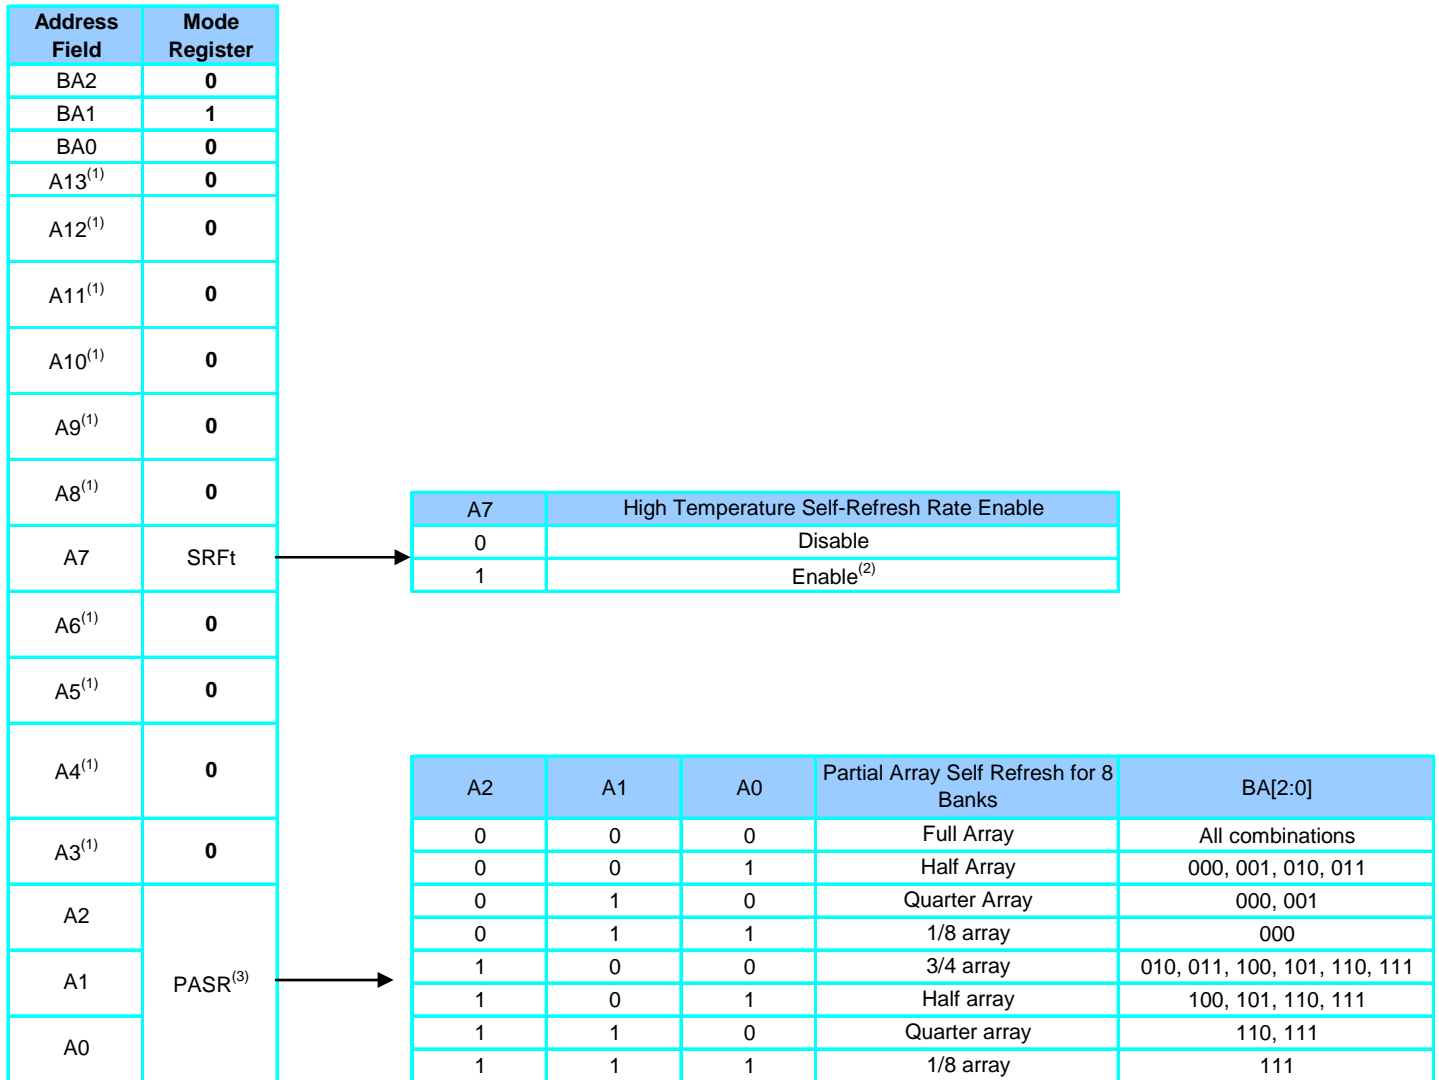 Address Field Mode Register
BA2 0
BA1 1
BA0 0
A13(1) 0
A12(1) 0
A11(1) 0
A10(1) 0
A9(1) 0
A8(1) 0
A7 SRFt
A6(1) 0
A5(1) 0
A4(1) 0
A3(1) 0
A2
A1 PASR(3)
A0
A7 High Temperature Self-Refresh Rate Enable
0 Disable
1 Enable(2)
A2 A1 A0 Partial Array Self Refresh for 8 Banks BA[2:0]
0 0 0 Full Array All combinations
0 0 1 Half Array 000, 001, 010, 011
0 1 0 Quarter Array 000, 001
0 1 1 1/8 array 000
1 0 0 3/4 array 010, 011, 100, 101, 110, 111
1 0 1 Half array 100, 101, 110, 111
1 1 0 Quarter array 110, 111
1 1 1 1/8 array 111